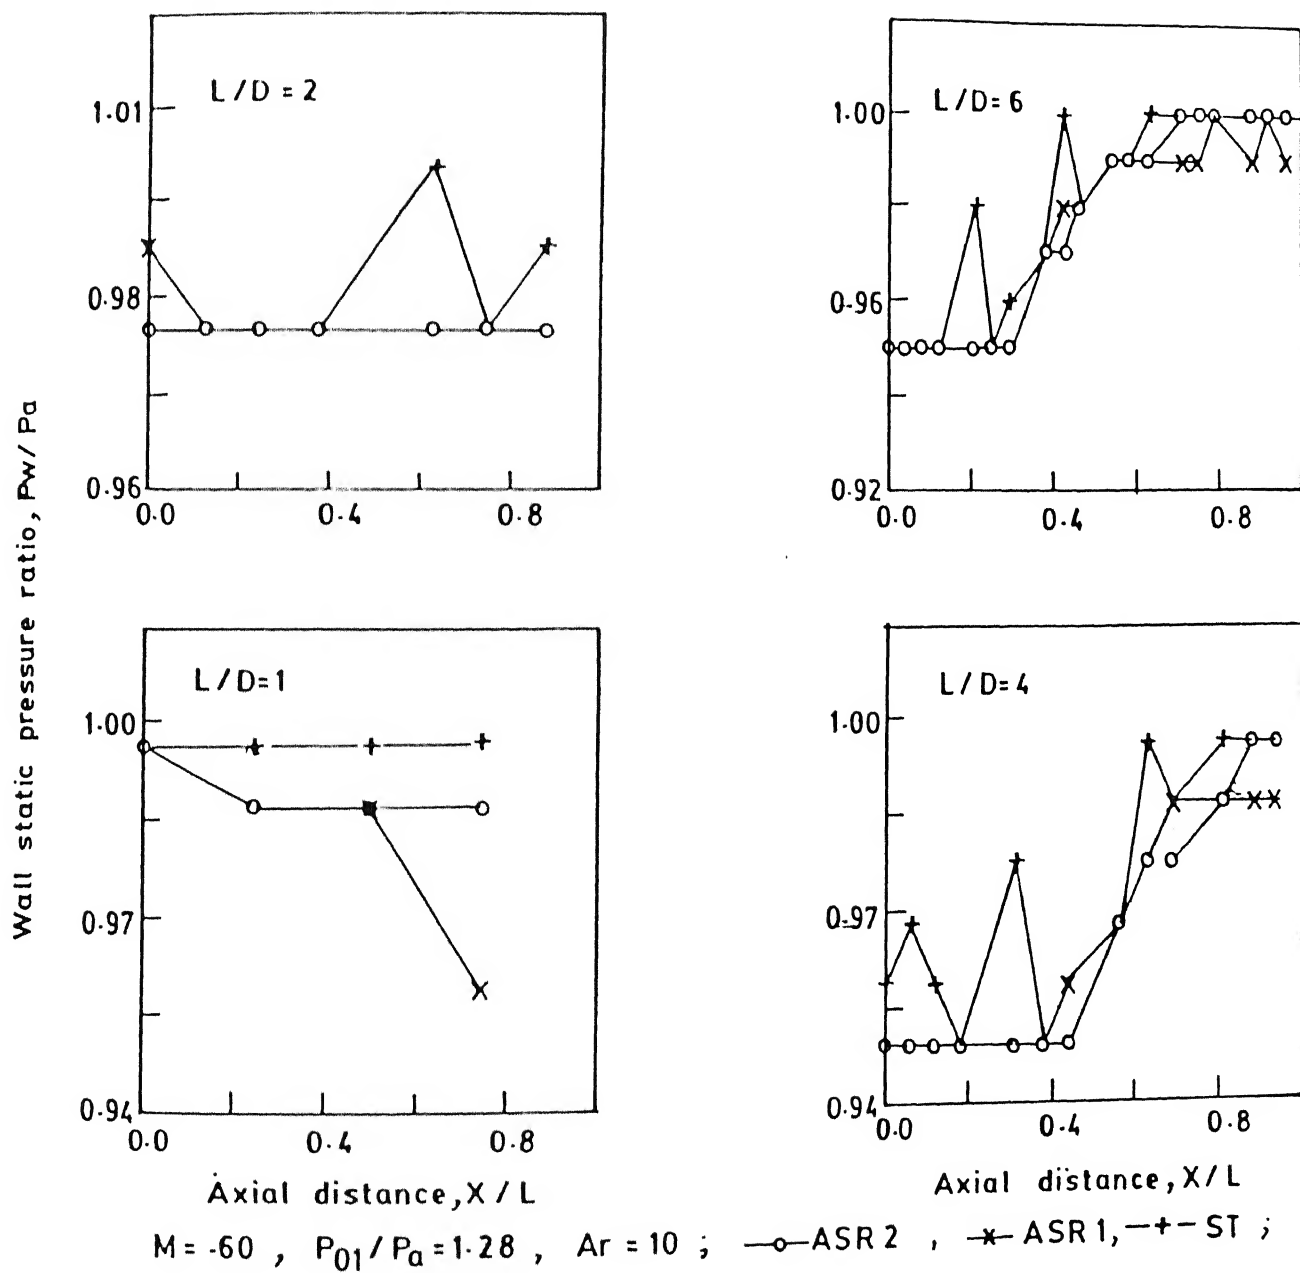 L/D = 2
1.01
0.98
0.96
0.0 0.4 0.8
L/D=6
1.00
0.96
0.92
0.0 0.4 0.8
Wall static pressure ratio, Pw/Pa
L/D=1
1.00
0.97
0.94
0.0 0.4 0.8
Axial distance, X/L
L/D=4
1.00
0.97
0.94
0.0 0.4 0.8
Axial distance, X/L
M = .60 , P01/Pa = 1.28 , Ar = 10 ; —o— ASR 2 , —x— ASR 1, —+— ST ;